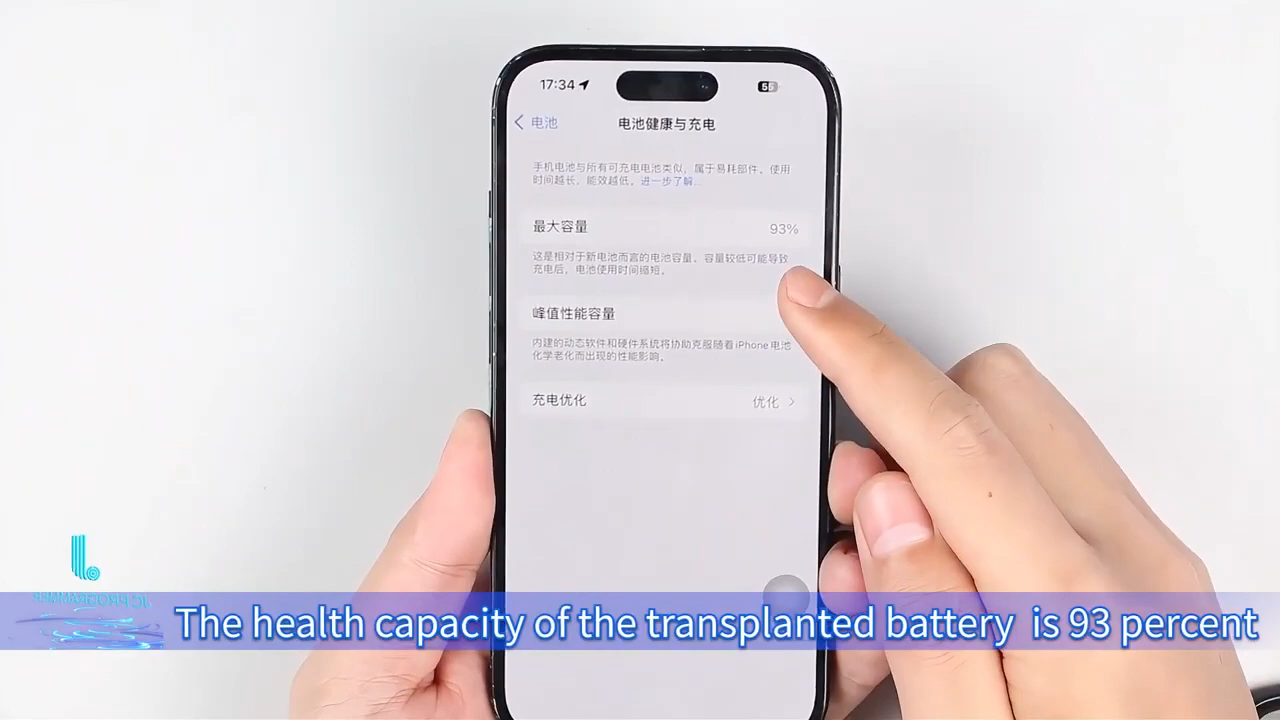 17:34
55
电池
电池健康与充电
手机电池与所有可充电电池类似，属于易耗部件，使用
时间越长，能效越低。进一步了解...
最大容量
93%
这是相对于新电池而言的电池容量。容量较低可能导致
充电后，电池使用时间缩短。
峰值性能容量
内建的动态软件和硬件系统将协助克服随着iPhone电池
化学老化而出现的性能影响。
充电优化
优化
JC PROGRAMMER
The health capacity of the transplanted battery is 93 percent